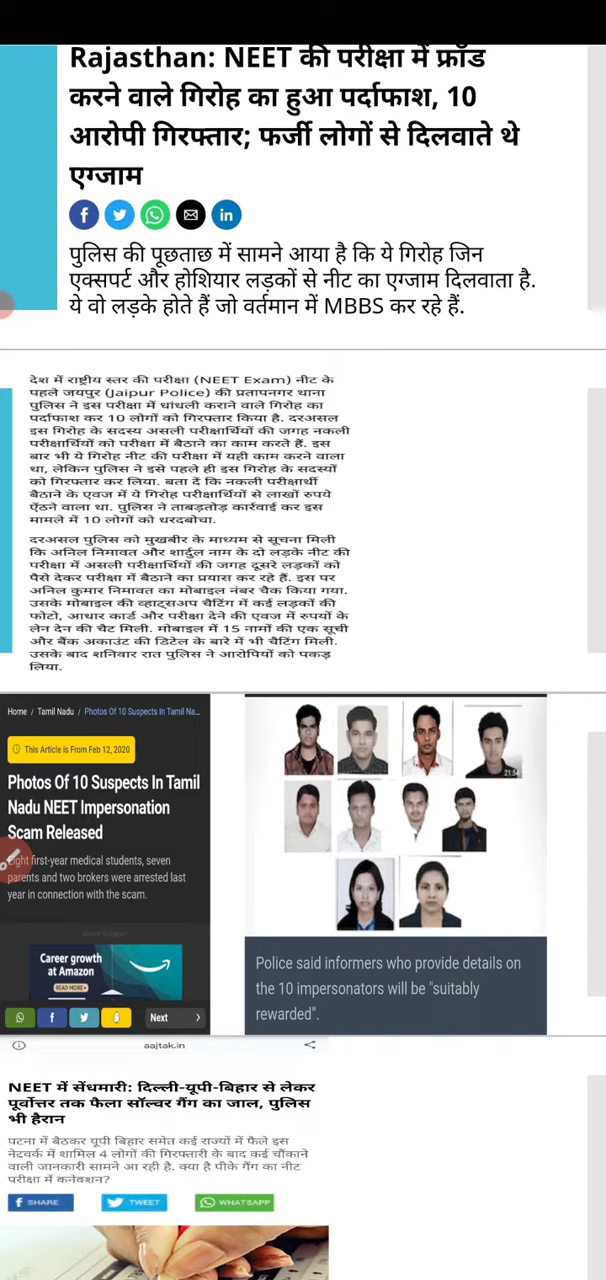 Rajasthan: NEET की परीक्षा में फ्रॉड
करने वाले गिरोह का हुआ पर्दाफाश, 10
आरोपी गिरफ्तार; फर्जी लोगों से दिलवाते थे
एग्जाम
पुलिस की पूछताछ में सामने आया है कि ये गिरोह जिन
एक्सपर्ट और होशियार लड़कों से नीट का एग्जाम दिलवाता है.
ये वो लड़के होते हैं जो वर्तमान में MBBS कर रहे हैं.
देश में राष्ट्रीय स्तर की परीक्षा (NEET Exam) नीट के
पहले जयपुर (Jaipur Police) की प्रतापनगर थाना
पुलिस ने इस परीक्षा में धांधली कराने वाले गिरोह का
पर्दाफाश कर 10 लोगों को गिरफ्तार किया है. दरअसल
इस गिरोह के सदस्य असली परीक्षार्थियों की जगह नकली
परीक्षार्थियों को परीक्षा में बैठाने का काम करते हैं. इस
बार भी ये गिरोह नीट की परीक्षा में यही काम करने वाला
था, लेकिन पुलिस ने इसे पहले ही इस गिरोह के सदस्यों
को गिरफ्तार कर लिया. बता दें कि नकली परीक्षार्थी
बैठाने के एवज में ये गिरोह परीक्षार्थियों से लाखों रुपये
ऐंठने वाला था. पुलिस ने ताबड़तोड़ कार्रवाई कर इस
मामले में 10 लोगों को धरदबोचा.
दरअसल पुलिस को मुखबीर के माध्यम से सूचना मिली
कि अनिल निमावत और शार्दुल नाम के दो लड़के नीट की
परीक्षा में असली परीक्षार्थियों की जगह दूसरे लड़कों को
पैसे देकर परीक्षा में बैठाने का प्रयास कर रहे हैं. इस पर
अनिल कुमार निमावत का मोबाइल नंबर चैक किया गया.
उसके मोबाइल की व्हाट्सअप चैटिंग में कई लड़कों की
फोटो, आधार कार्ड और परीक्षा देने की एवज में रुपयों के
लेन देन की चैट मिली. मोबाइल में 15 नामों की एक सूची
और बैंक अकाउंट की डिटेल के बारे में भी चैटिंग मिली.
उसके बाद शनिवार रात पुलिस ने आरोपियों को पकड़
लिया.
Home / Tamil Nadu / Photos Of 10 Suspects In Tamil Na...
This Article is From Feb 12, 2020
Photos Of 10 Suspects In Tamil
Nadu NEET Impersonation
Scam Released
Eight first-year medical students, seven
parents and two brokers were arrested last
year in connection with the scam.
ADVERTISEMENT
Career growth
at Amazon
READ MORE
Next
21:54
Police said informers who provide details on
the 10 impersonators will be "suitably
rewarded".
aajtak.in
NEET में सेंधमारी: दिल्ली-यूपी-बिहार से लेकर
पूर्वोत्तर तक फैला सॉल्वर गैंग का जाल, पुलिस
भी हैरान
पटना में बैठकर यूपी बिहार समेत कई राज्यों में फैले इस
नेटवर्क में शामिल 4 लोगों की गिरफ्तारी के बाद कई चौंकाने
वाली जानकारी सामने आ रही है. क्या है पीके गैंग का नीट
परीक्षा में कनेक्शन?
SHARE
TWEET
WHATSAPP